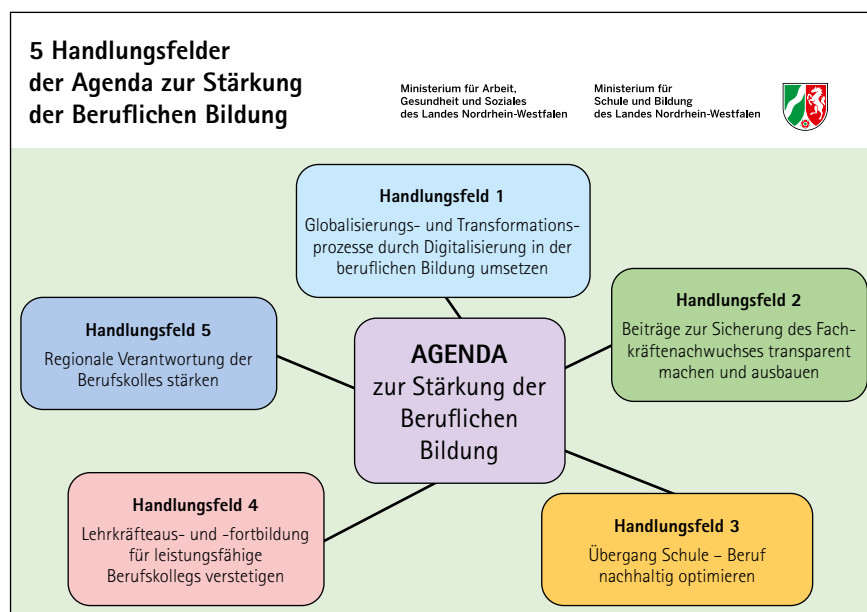 5 Handlungsfelder
der Agenda zur Stärkung
der Beruflichen Bildung
Ministerium für Arbeit,
Gesundheit und Soziales
des Landes Nordrhein-Westfalen
Ministerium für
Schule und Bildung
des Landes Nordrhein-Westfalen
Handlungsfeld 1
Globalisierungs- und Transformations-
prozesse durch Digitalisierung in der
beruflichen Bildung umsetzen
Handlungsfeld 2
Beiträge zur Sicherung des Fach-
kräftenachwuchses transparent
machen und ausbauen
Handlungsfeld 5
Regionale Verantwortung der
Berufskolles stärken
AGENDA
zur Stärkung der
Beruflichen
Bildung
Handlungsfeld 4
Lehrkräfteaus- und -fortbildung
für leistungsfähige
Berufskollegs verstetigen
Handlungsfeld 3
Übergang Schule – Beruf
nachhaltig optimieren